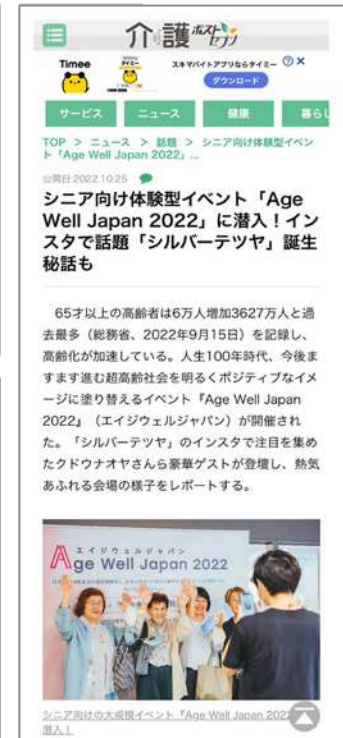 介護ポストセブン
Timee
スキマバイトアプリならタイミー
ダウンロード
サービス
ニュース
健康
暮らし
TOP > ニュース > 話題 > シニア向け体験型イベン
ト「Age Well Japan 2022」...
公開日 2022.10.25
シニア向け体験型イベント「Age
Well Japan 2022」に潜入！イン
スタで話題「シルバーテツヤ」誕生
秘話も
65才以上の高齢者は6万人増加3627万人と過
去最多（総務省、2022年9月15日）を記録し、
高齢化が加速している。人生100年時代、今後ま
すます進む超高齢社会を明るくポジティブなイメ
ージに塗り替えるイベント『Age Well Japan
2022』（エイジウェルジャパン）が開催され
た。「シルバーテツヤ」のインスタで注目を集め
たクドウナオヤさんら豪華ゲストが登壇し、熱気
あふれる会場の様子をレポートする。
エイジウェルジャパン
Age Well Japan 2022
シニア向けの大規模イベント『Age Well Japan 202
潜入！